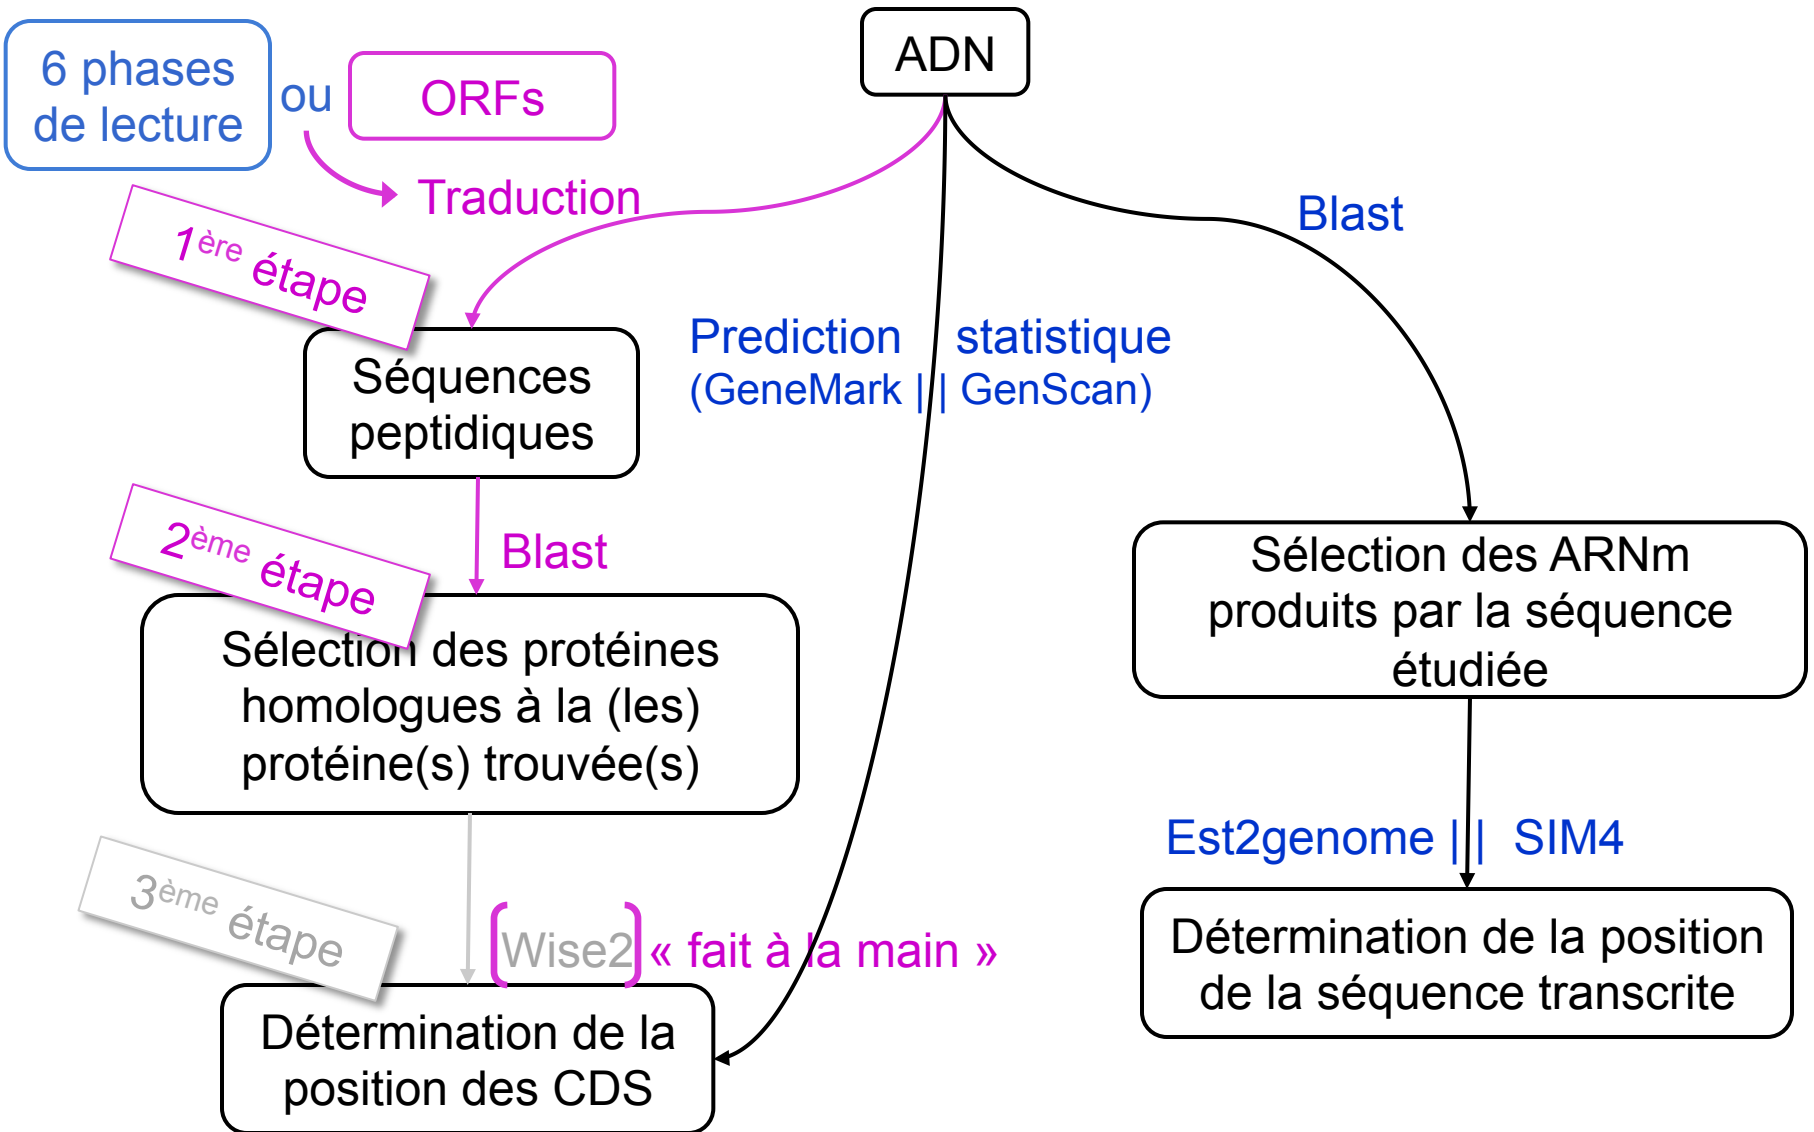 6 phases
de lecture
ou
ORFs
ADN
Traduction
Blast
1ère étape
Prediction statistique
(GeneMark || GenScan)
Séquences
peptidiques
2ème étape
Blast
Sélection des protéines
homologues à la (les)
protéine(s) trouvée(s)
Sélection des ARNm
produits par la séquence
étudiée
Est2genome || SIM4
3ème étape
[Wise2] « fait à la main »
Détermination de la
position des CDS
Détermination de la position
de la séquence transcrite